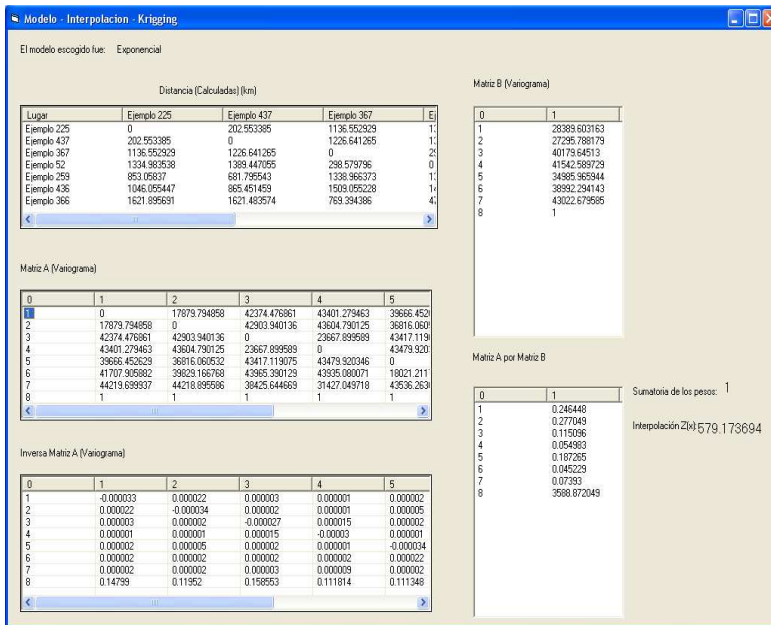 Modelo - Interpolacion - Krigging
El modelo escogido fue: Exponencial
Distancia (Calculadas) (km)
Lugar Ejemplo 225 Ejemplo 437 Ejemplo 367
Ejemplo 225 0 202.553385 1136.552929
Ejemplo 437 202.553385 0 1226.641265
Ejemplo 367 1136.552929 1226.641265 0
Ejemplo 52 1334.983538 1389.447055 298.579796 0
Ejemplo 259 853.05837 681.795543 1338.966373
Ejemplo 436 1046.055447 865.451459 1509.055228
Ejemplo 366 1621.895691 1621.483574 769.394386
Matriz A (Variograma)
0 1 2 3 4 5
1 0 17879.794858 42374.476861 43401.279463 39666.452
2 17879.794858 0 42903.940136 43604.790125 36816.060
3 42374.476861 42903.940136 0 23667.899589 43417.119
4 43401.279463 43604.790125 23667.899589 0 43479.920
5 39666.452629 36816.060532 43417.119075 43479.920346 0
6 41707.905882 39829.166768 43965.390129 43935.080071 18021.211
7 44219.699937 44218.895586 38425.644669 31427.049718 43536.263
8 1 1 1 1 1
Inversa Matriz A (Variograma)
0 1 2 3 4 5
1 -0.000033 0.000022 0.000003 0.000001 0.000002
2 0.000022 -0.000034 0.000002 0.000001 0.000005
3 0.000003 0.000002 -0.000027 0.000015 0.000002
4 0.000001 0.000001 0.000015 -0.00003 0.000001
5 0.000002 0.000005 0.000002 0.000001 -0.000034
6 0.000002 0.000002 0.000002 0.000002 0.000022
7 0.000002 0.000002 0.000003 0.000009 0.000002
8 0.14799 0.11952 0.158553 0.111814 0.111348
Matriz B (Variograma)
0 1
1 28389.603163
2 27295.788179
3 40179.64513
4 41542.589729
5 34985.965944
6 38992.294143
7 43022.679585
8 1
Matriz A por Matriz B
0 1
1 0.246448
2 0.277049
3 0.115096
4 0.054983
5 0.187265
6 0.045229
7 0.07393
8 3588.872049
Sumatoria de los pesos: 1
Interpolación Z(x): 579.173694